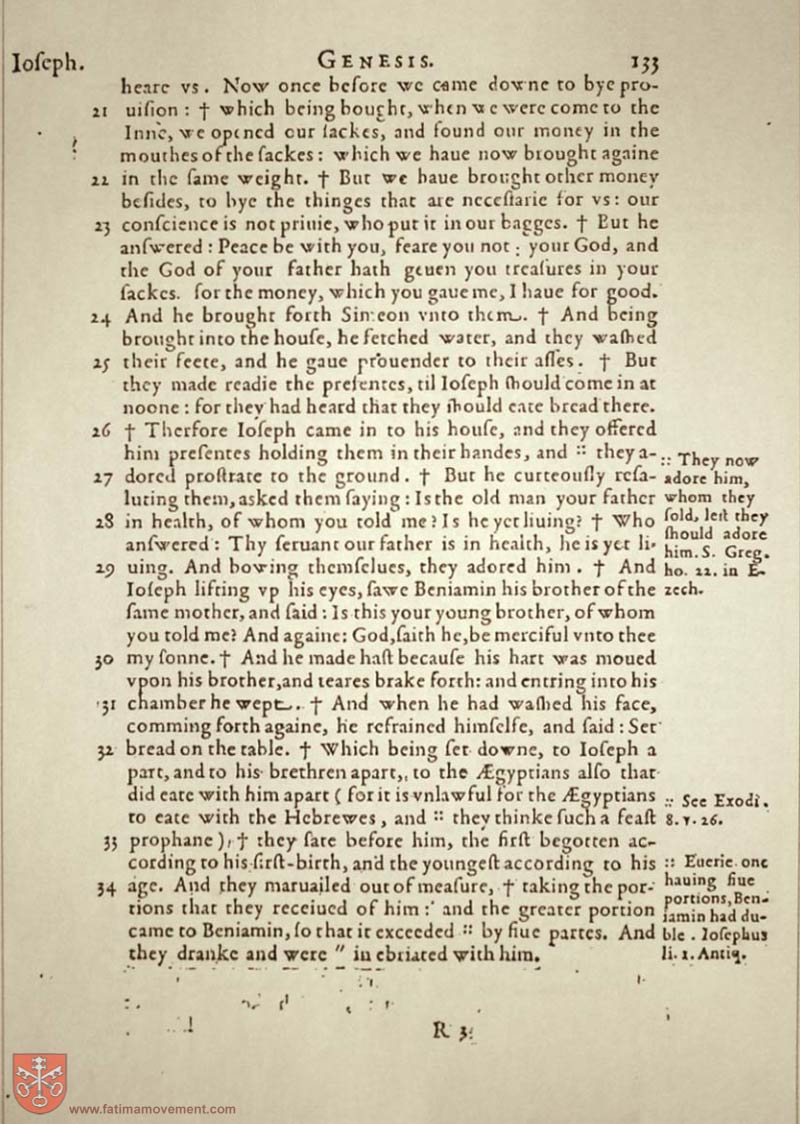 Ioſeph. GENESIS. 133
heare vs. Now once before we came downe to bye pro-
21 uiſion : † which being bought, when we were come to the
Inne, we opened our ſackes, and found our money in the
mouthes of the ſackes: which we haue now brought againe
22 in the ſame weight. † But we haue brought other money
beſides, to bye the thinges that are neceſſarie for vs: our
23 conſcience is not priuie, who put it in our bagges. † But he
anſwered : Peace be with you, feare you not : your God, and
the God of your father hath geuen you treaſures in your
ſackes. for the money, which you gaue me, I haue for good.
24 And he brought forth Simeon vnto them. † And being
brought into the houſe, he fetched water, and they waſhed
25 their feete, and he gaue prouender to their aſſes. † But
they made readie the preſentes, til Ioſeph ſhould come in at
noone : for they had heard that they ſhould eate bread there.
26 † Therfore Ioſeph came in to his houſe, and they offered
him preſentes holding them in their handes, and :: they a-
27 dored proſtrate to the ground. † But he curteouſly reſa-
luting them, asked them ſaying : Is the old man your father
28 in health, of whom you told me? Is he yet liuing? † Who
anſwered : Thy ſeruant our father is in health, he is yet li-
29 uing. And bowing themſelues, they adored him. † And
Ioſeph lifting vp his eyes, ſawe Beniamin his brother of the
ſame mother, and ſaid : Is this your young brother, of whom
you told me? And againe: God, ſaith he, be merciful vnto thee
30 my ſonne. † And he made haſt becauſe his hart was moued
vpon his brother, and teares brake forth: and entring into his
31 chamber he wept. † And when he had waſhed his face,
comming forth againe, he refrained himſelfe, and ſaid : Set
32 bread on the table. † Which being ſet downe, to Ioſeph a
part, and to his brethren apart, to the Ægyptians alſo that
did eate with him apart ( for it is vnlawful for the Ægyptians
to eate with the Hebrewes, and :: they thinke ſuch a feaſt
33 prophane ), † they ſate before him, the firſt begotten ac-
cording to his firſt-birth, and the youngeſt according to his
34 age. And they maruailed out of meaſure, † taking the por-
tions that they receiued of him : and the greater portion
came to Beniamin, ſo that it exceeded :: by fiue partes. And
they dranke and were " inebriated with him.
:: They now
adore him,
whom they
ſold, leſt they
ſhould adore
him. S. Greg.
ho. 22. in E-
zech.
:: See Exodi.
8. v. 26.
:: Euerie one
hauing fiue
portions, Ben-
iamin had du-
ble. Ioſephus
li. 2. Antiq.
R 3
www.fatimamovement.com